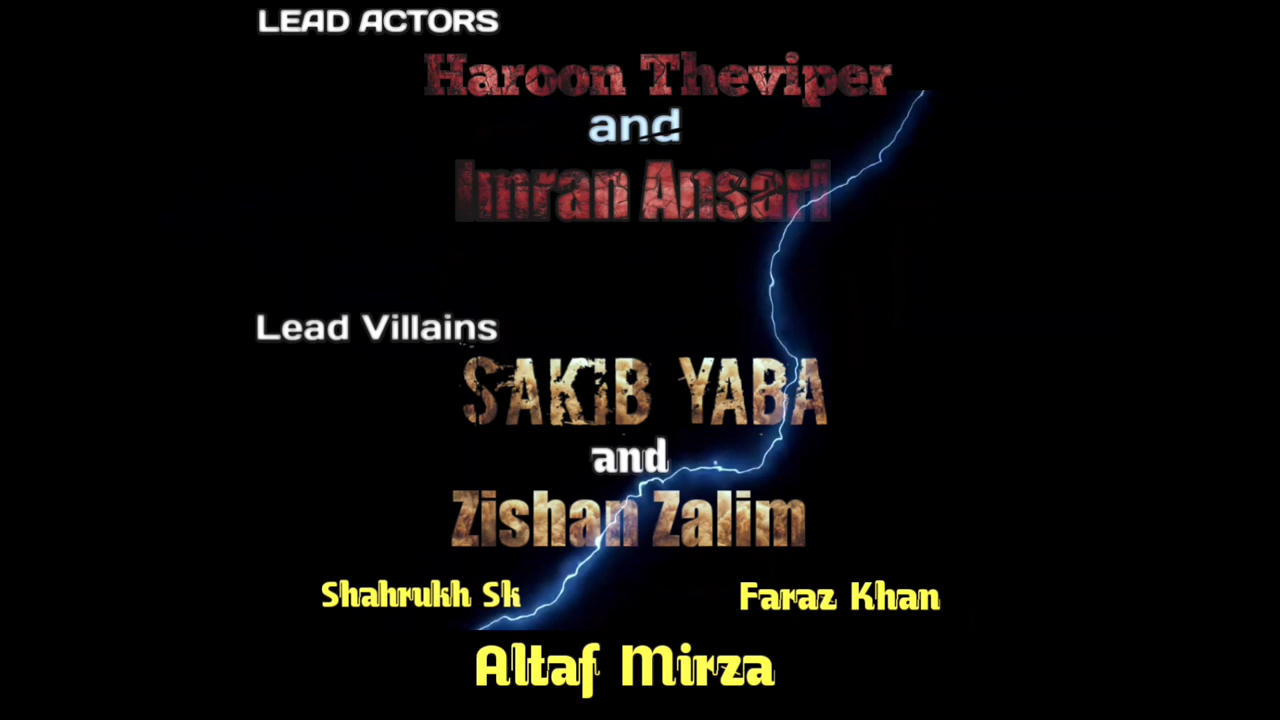 LEAD ACTORS
Haroon Theviper
and
Imran Ansari
Lead Villains
SAKIB YABA
and
Zishan Zalim
Shahrukh Sk Faraz Khan
Altaf Mirza